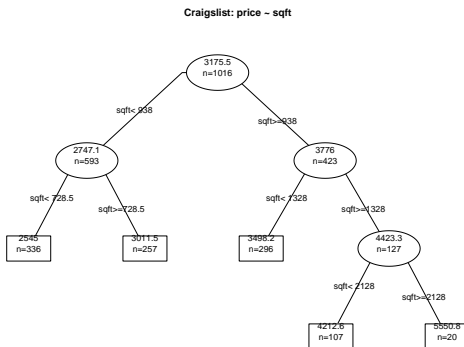 Craigslist: price ~ sqft
3175.5
n=1016
sqft< 938
sqft>=938
2747.1
n=593
3776
n=423
sqft< 728.5
sqft>=728.5
sqft< 1328
sqft>=1328
2545
n=336
3011.5
n=257
3498.2
n=296
4423.3
n=127
sqft< 2128
sqft>=2128
4212.6
n=107
5550.8
n=20